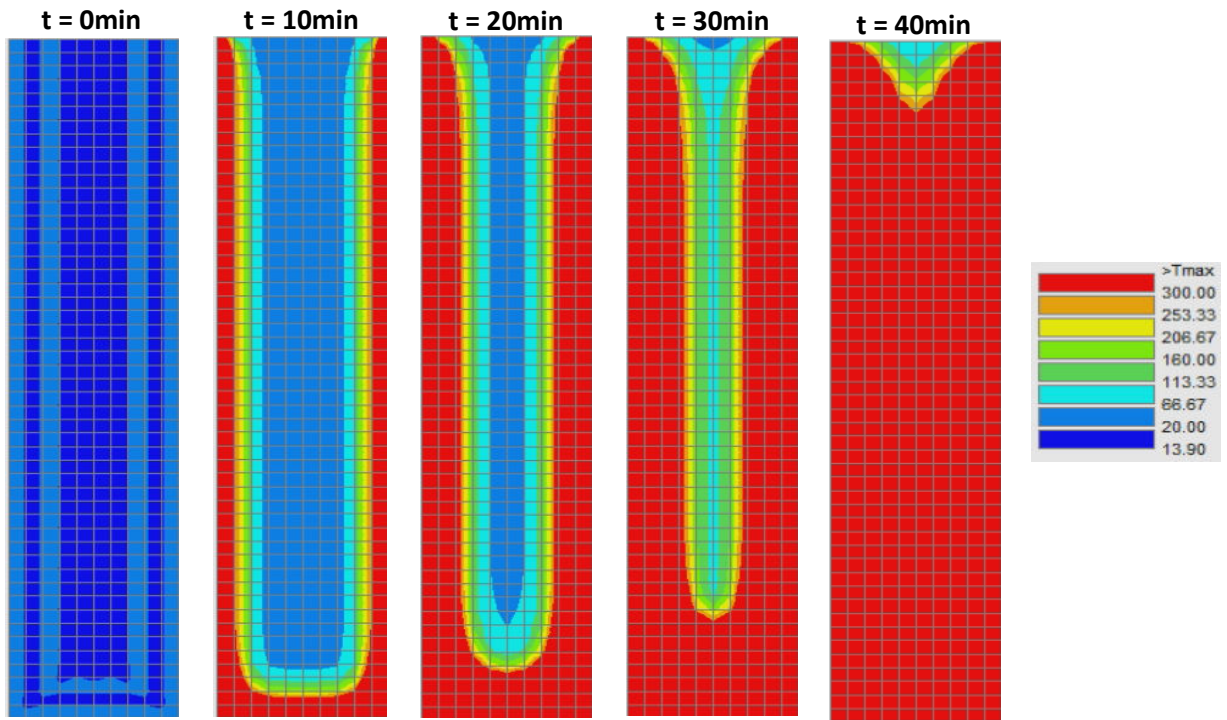 t = 0min
t = 10min
t = 20min
t = 30min
t = 40min
>Tmax
300.00
253.33
206.67
160.00
113.33
66.67
20.00
13.90